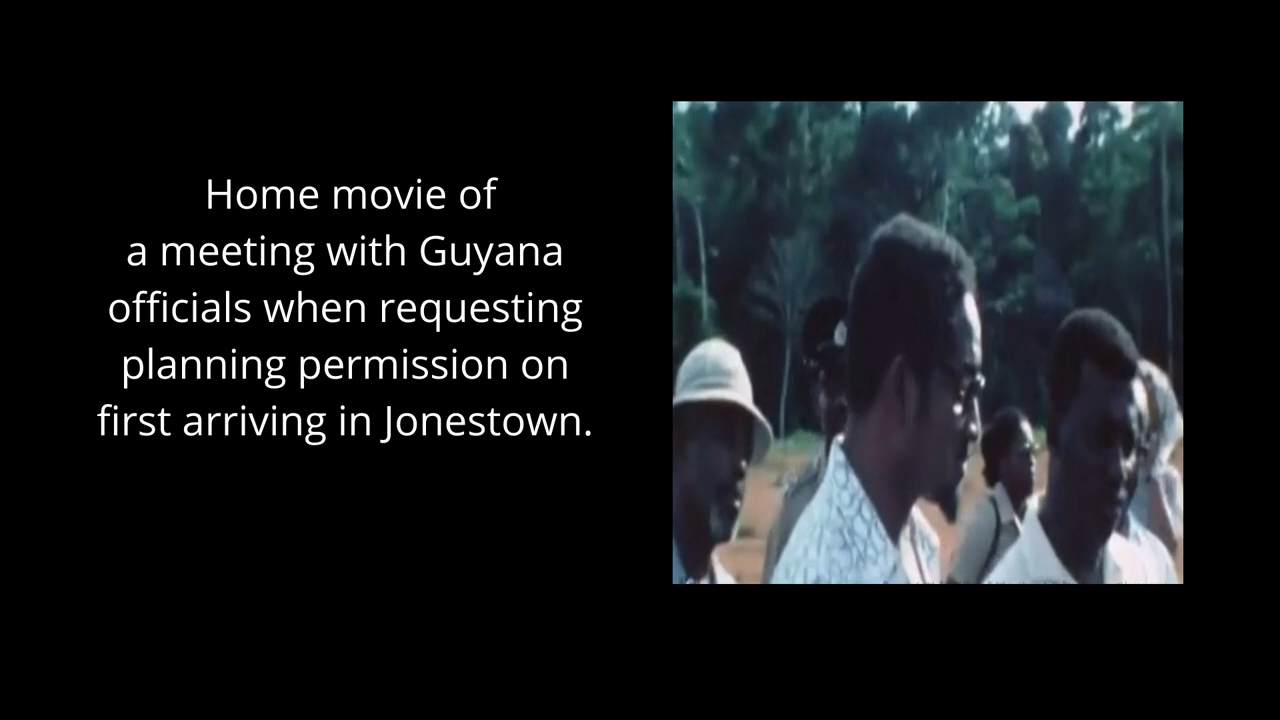 Home movie of
a meeting with Guyana
officials when requesting
planning permission on
first arriving in Jonestown.